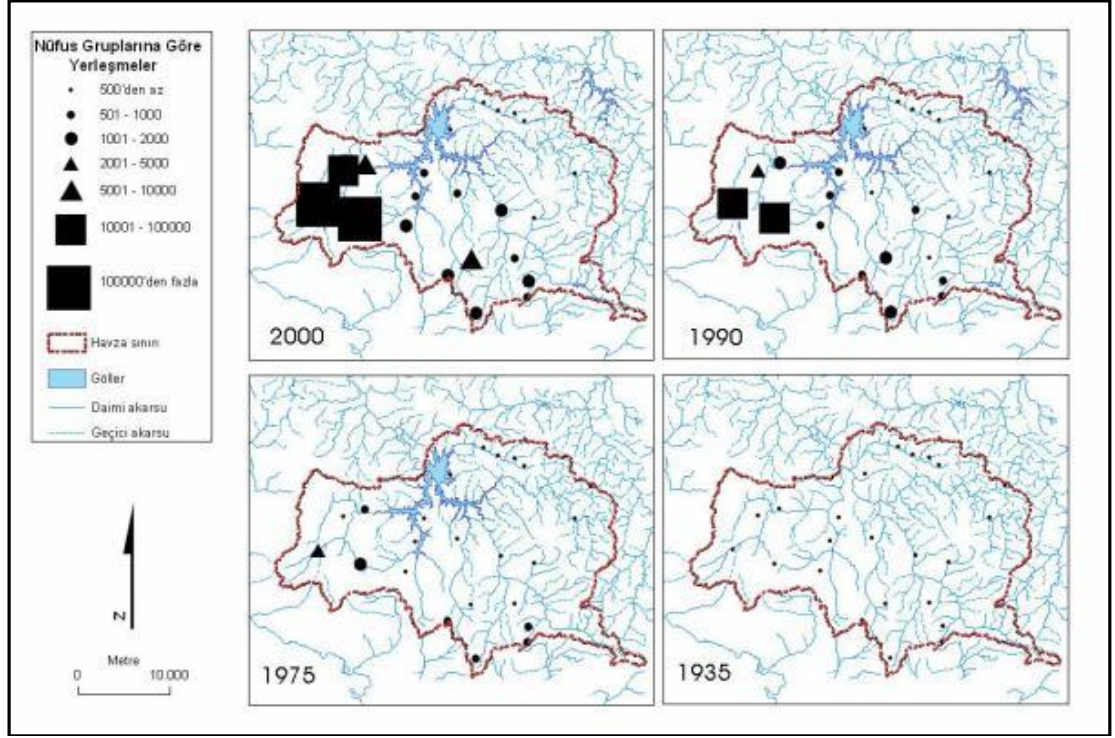 Nüfus Gruplarına Göre
Yerleşmeler
500'den az
501 - 1000
1001 - 2000
2001 - 5000
5001 - 10000
10001 - 100000
100000'den fazla
Havza sınırı
Göller
Daimi akarsu
Geçici akarsu
N
Metre
0 10.000
2000
1990
1975
1935